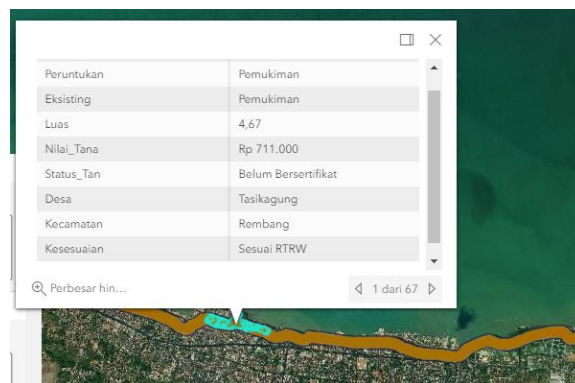 Peruntukan Pemukiman
Eksisting Pemukiman
Luas 4,67
Nilai_Tana Rp 711.000
Status_Tan Belum Bersertifikat
Desa Tasikagung
Kecamatan Rembang
Kesesuaian Sesuai RTRW
Perbesar hin... 1 dari 67